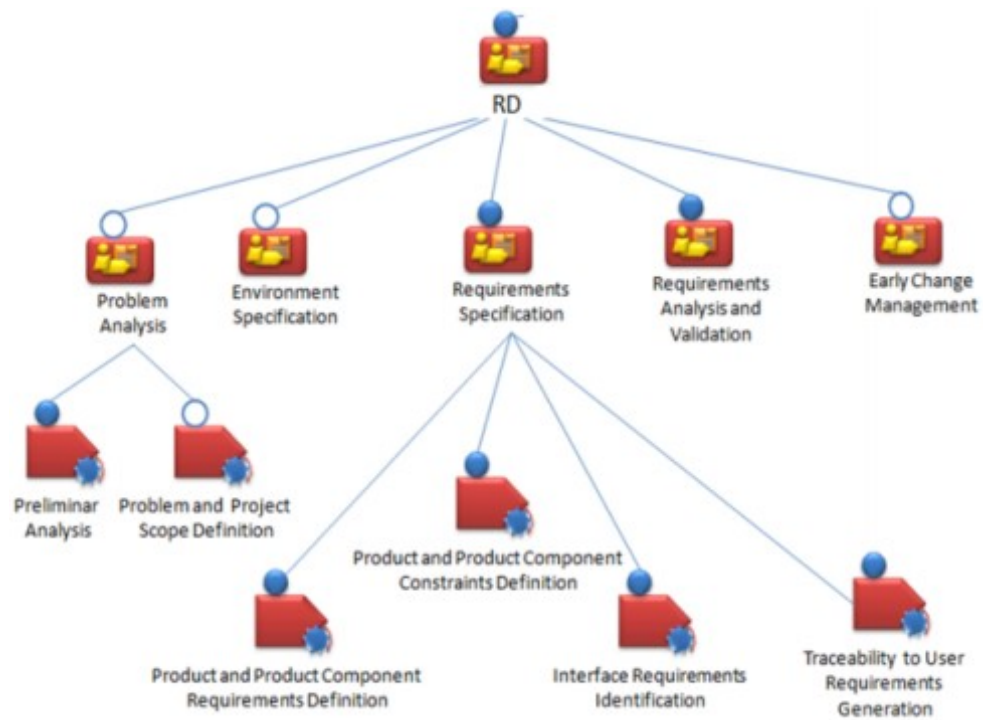 RD
Problem
Analysis
Environment
Specification
Requirements
Specification
Requirements
Analysis and
Validation
Early Change
Management
Preliminar
Analysis
Problem and Project
Scope Definition
Product and Product Component
Constraints Definition
Product and Product Component
Requirements Definition
Interface Requirements
Identification
Traceability to User
Requirements
Generation